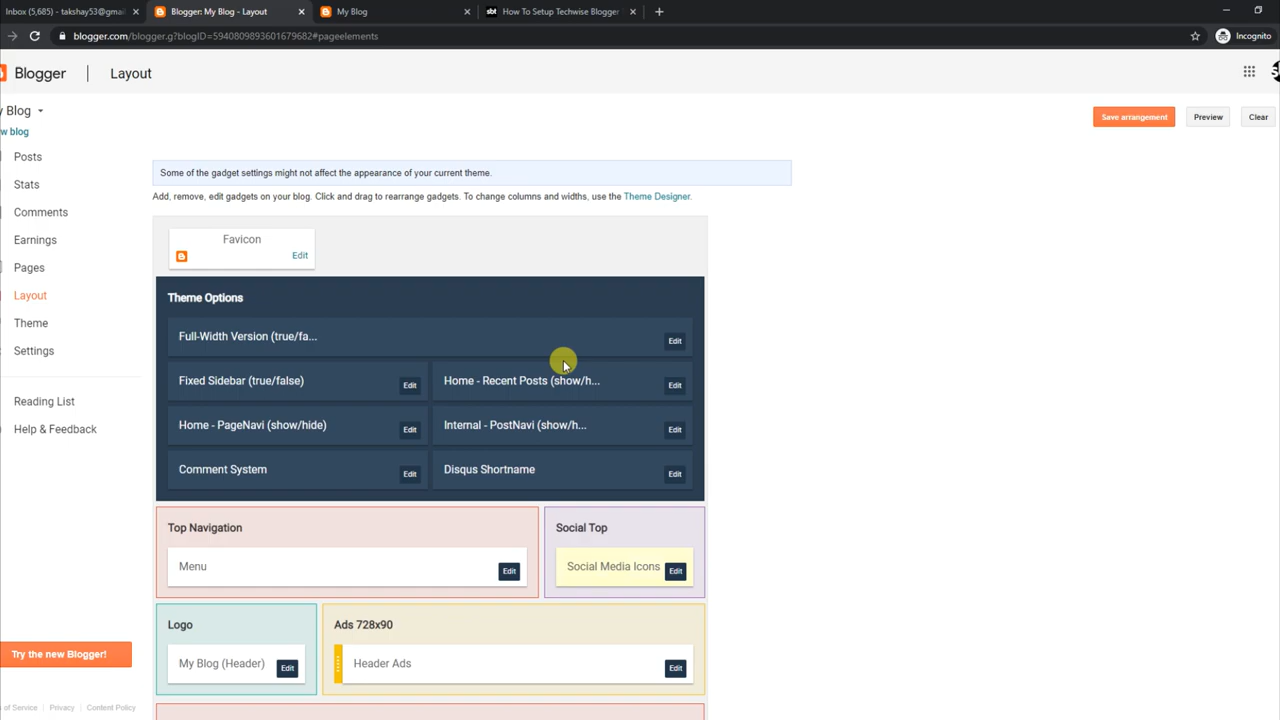 Inbox (5,685) - takshay53@gmai
Blogger: My Blog - Layout
My Blog
sbt
How To Setup Techwise Blogger
blogger.com/blogger.g?blogID=5940809893601679682#pageelements
Incognito
Blogger
Layout
y Blog
w blog
Save arrangement
Preview
Clear
Posts
Stats
Comments
Earnings
Pages
Layout
Theme
Settings
Reading List
Help & Feedback
Try the new Blogger!
s of Service
Privacy
Content Policy
Some of the gadget settings might not affect the appearance of your current theme.
Add, remove, edit gadgets on your blog. Click and drag to rearrange gadgets. To change columns and widths, use the Theme Designer.
Favicon
Edit
Theme Options
Full-Width Version (true/fa...
Edit
Fixed Sidebar (true/false)
Edit
Home - Recent Posts (show/h...
Edit
Home - PageNavi (show/hide)
Edit
Internal - PostNavi (show/h...
Edit
Comment System
Edit
Disqus Shortname
Edit
Top Navigation
Menu
Edit
Social Top
Social Media Icons
Edit
Logo
My Blog (Header)
Edit
Ads 728x90
Header Ads
Edit